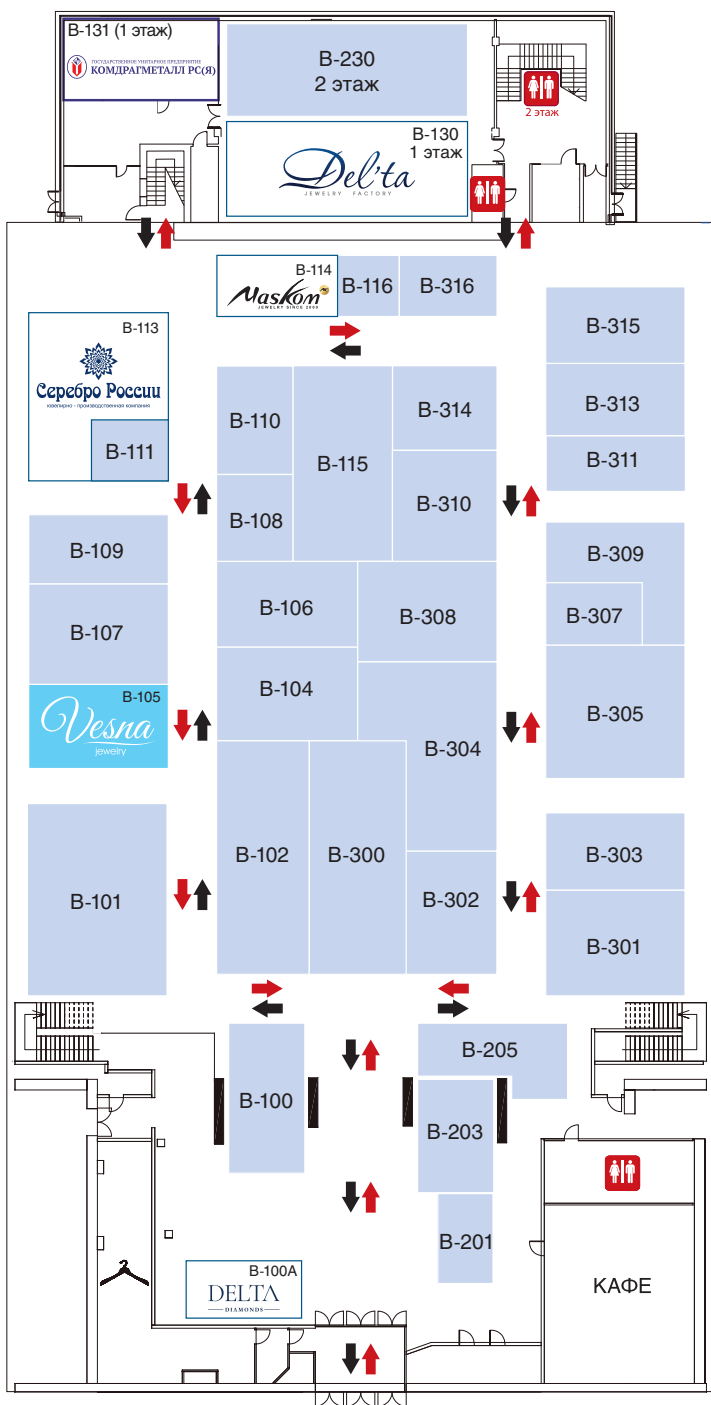 В-131 (1 этаж)
ГОСУДАРСТВЕННОЕ УНИТАРНОЕ ПРЕДПРИЯТИЕ
КОМДРАГМЕТАЛЛ РС(Я)
В-230
2 этаж
2 этаж
В-130
1 этаж
Del'ta
JEWELRY FACTORY
В-114
Maskom
JEWELRY SINCE 2000
В-116
В-316
В-113
Серебро России
ювелирно - производственная компания
В-111
В-315
В-313
В-311
В-110
В-115
В-314
В-108
В-310
В-109
В-107
В-105
Vesna
jewelry
В-106
В-308
В-104
В-304
В-309
В-307
В-305
В-101
В-102
В-300
В-302
В-303
В-301
В-100
В-205
В-203
В-201
В-100А
DELTA
DIAMONDS
КАФЕ